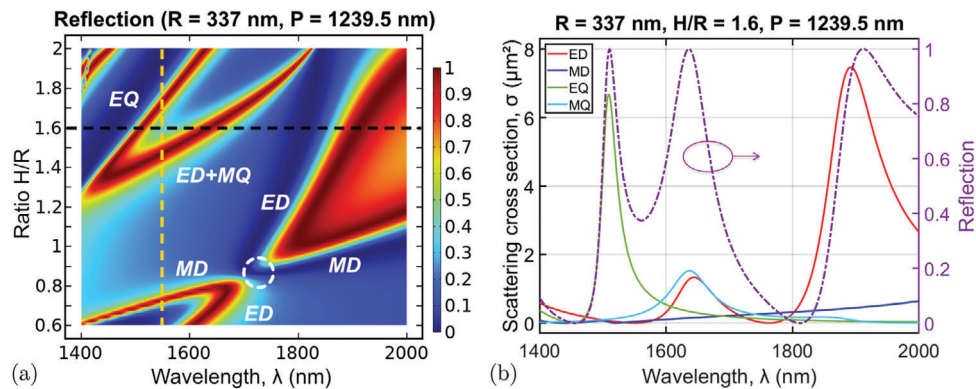 Reflection (R = 337 nm, P = 1239.5 nm)
Ratio H/R
2
1.8
1.6
1.4
1.2
1
0.8
0.6
EQ
ED+MQ
ED
MD
MD
ED
1400
1600
1800
2000
Wavelength, λ (nm)
1
0.9
0.8
0.7
0.6
0.5
0.4
0.3
0.2
0.1
0
(a)
R = 337 nm, H/R = 1.6, P = 1239.5 nm
Scattering cross section, σ (μm²)
8
6
4
2
0
ED
MD
EQ
MQ
1400
1600
1800
2000
Wavelength, λ (nm)
1
0.8
0.6
0.4
0.2
0
Reflection
(b)